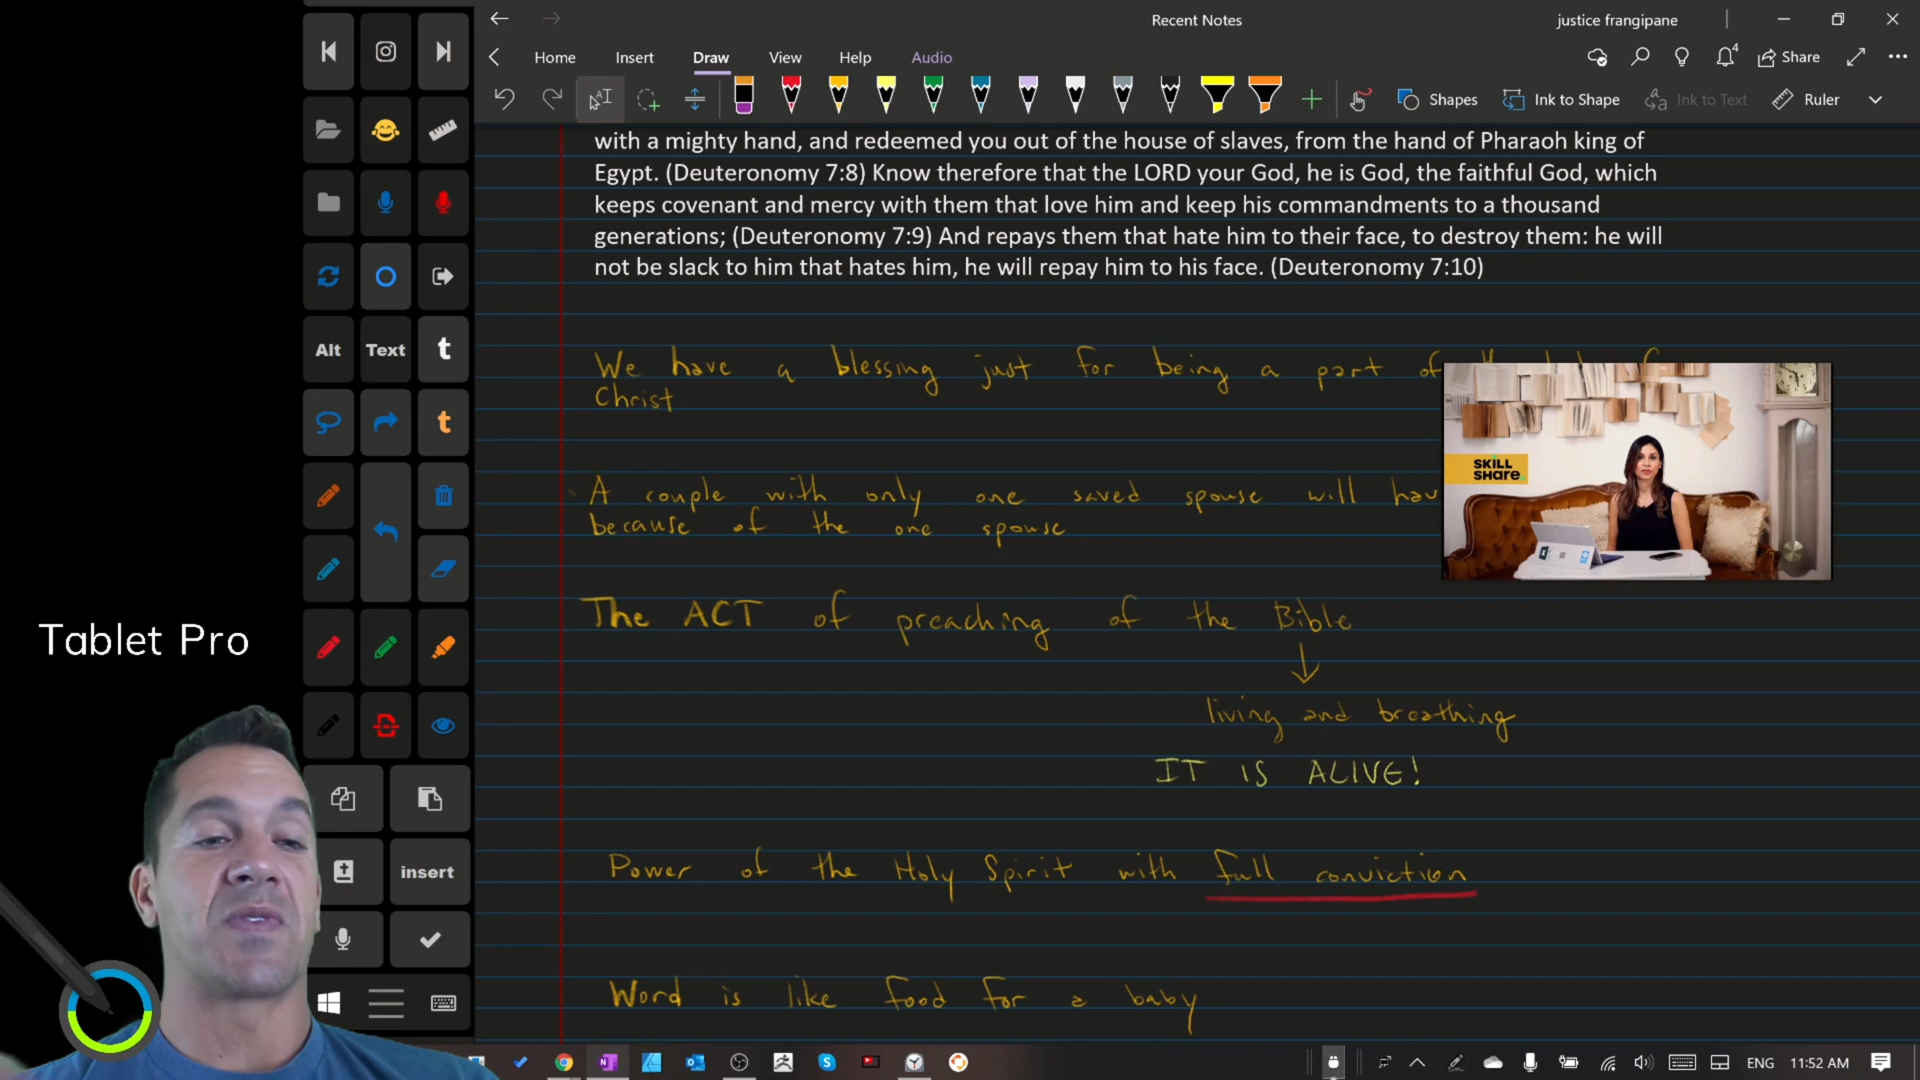 Recent Notes
justice frangipane
Home Insert Draw View Help Audio
4
Share
Shapes
Ink to Shape
Ink to Text
Ruler
with a mighty hand, and redeemed you out of the house of slaves, from the hand of Pharaoh king of
Egypt. (Deuteronomy 7:8) Know therefore that the LORD your God, he is God, the faithful God, which
keeps covenant and mercy with them that love him and keep his commandments to a thousand
generations; (Deuteronomy 7:9) And repays them that hate him to their face, to destroy them: he will
not be slack to him that hates him, he will repay him to his face. (Deuteronomy 7:10)
Alt Text t
t
We have a blessing just for being a part of
Christ
SKILL
SHARE.
A couple with only one saved spouse will hav
because of the one spouse
The ACT of preaching of the Bible
Tablet Pro
living and breathing
IT IS ALIVE!
insert
Power of the Holy Spirit with full conviction
Word is like food for a baby
ENG 11:52 AM